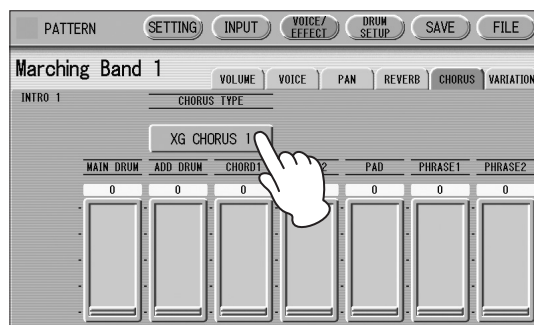 PATTERN SETTING INPUT VOICE/ EFFECT DRUM SETUP SAVE FILE
Marching Band 1
VOLUME VOICE PAN REVERB CHORUS VARIATION
INTRO 1 CHORUS TYPE
XG CHORUS 1
MAIN DRUM ADD DRUM CHORD1 2 PAD PHRASE1 PHRASE2
0 0 0 0 0 0